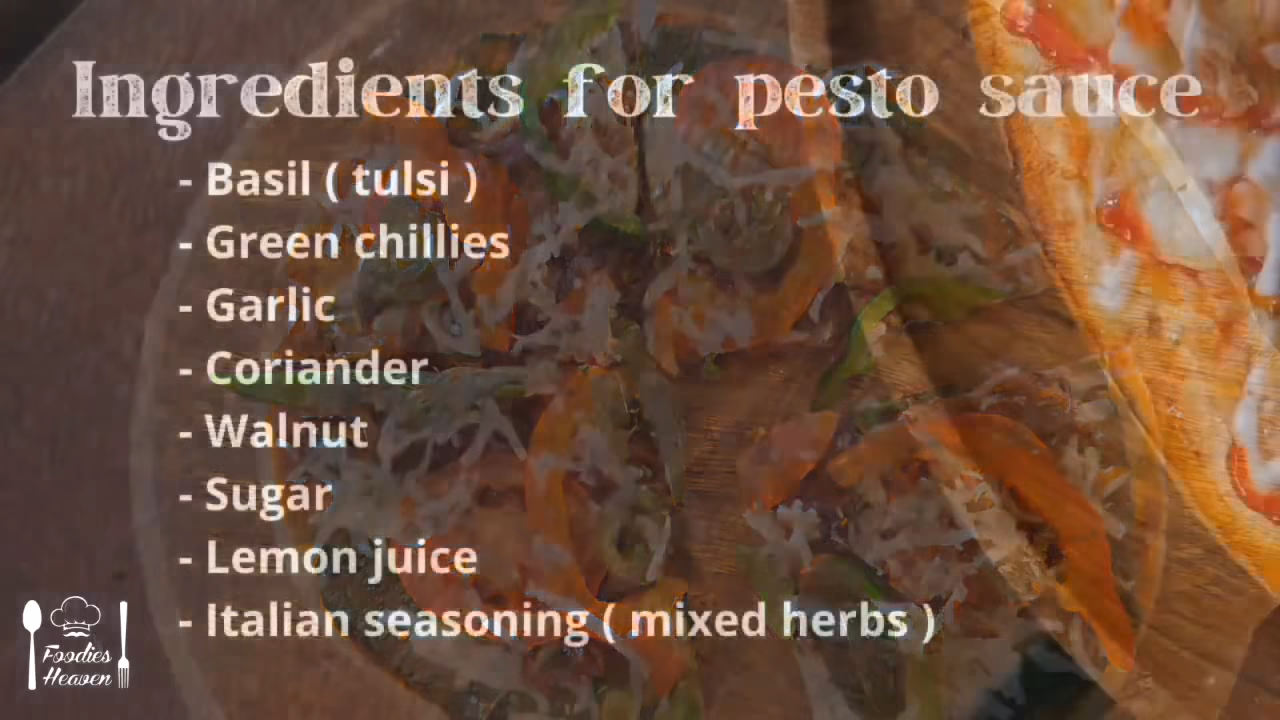 Ingredients for pesto sauce
- Basil ( tulsi )
- Green chillies
- Garlic
- Coriander
- Walnut
- Sugar
- Lemon juice
- Italian seasoning ( mixed herbs )
Foodies
Heaven